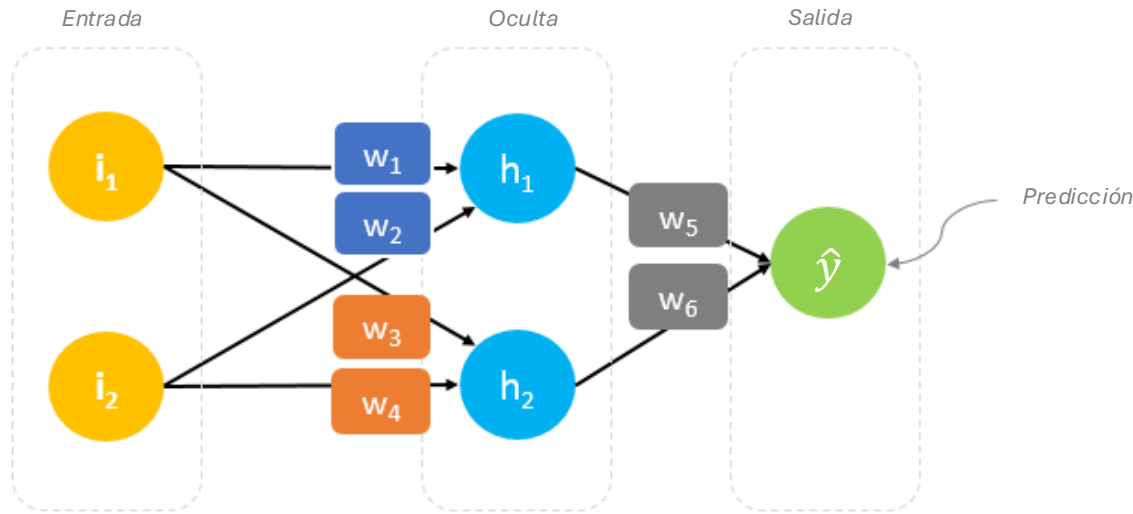 Entrada
Oculta
Salida
i₁
w₁
h₁
w₂
w₅
Predicción
ŷ
w₆
w₃
i₂
w₄
h₂